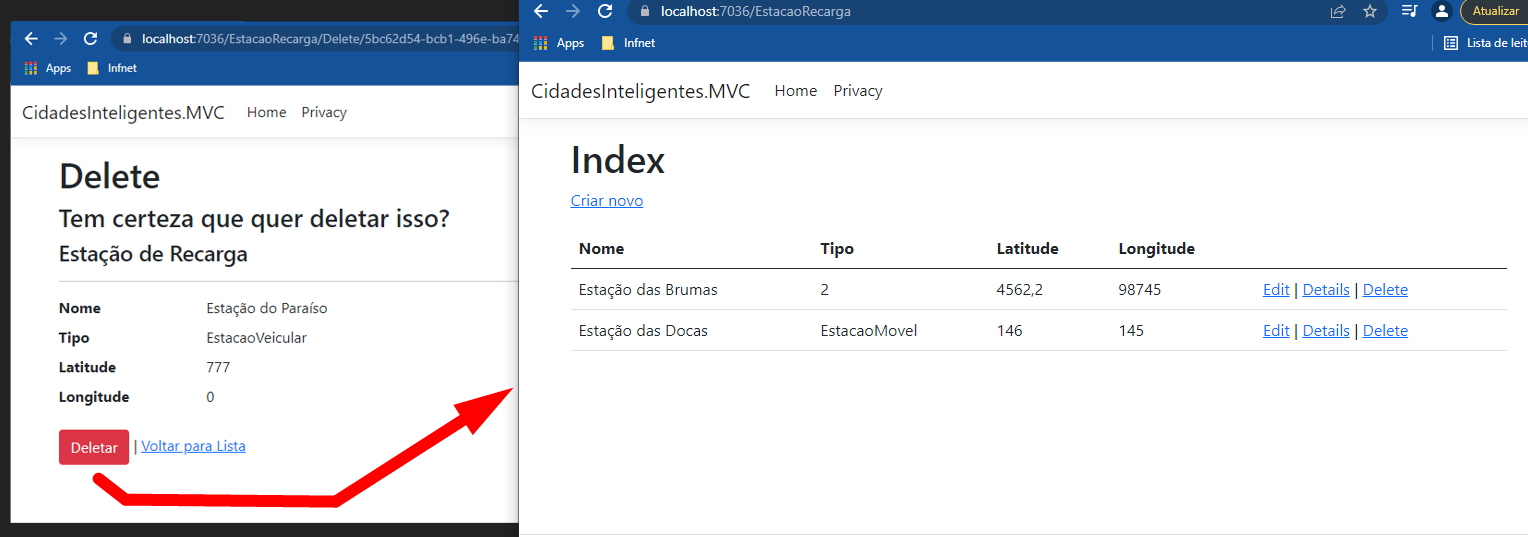 localhost:7036/EstacaoRecarga/Delete/5bc62d54-bcb1-496e-ba74
Apps Infnet
CidadesInteligentes.MVC Home Privacy
Delete
Tem certeza que quer deletar isso?
Estação de Recarga
Nome Estação do Paraíso
Tipo EstacaoVeicular
Latitude 777
Longitude 0
Deletar | Voltar para Lista
localhost:7036/EstacaoRecarga Atualizar
Apps Infnet Lista de leit
CidadesInteligentes.MVC Home Privacy
Index
Criar novo
Nome Tipo Latitude Longitude
Estação das Brumas 2 4562,2 98745 Edit | Details | Delete
Estação das Docas EstacaoMovel 146 145 Edit | Details | Delete